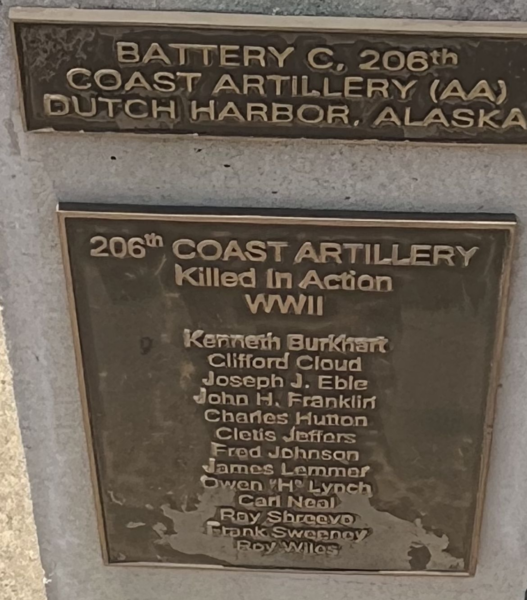 BATTERY C, 206th
COAST ARTILLERY (AA)
DUTCH HARBOR, ALASKA
206th COAST ARTILLERY
Killed In Action
WWII
Kenneth Burkhart
Clifford Cloud
Joseph J. Eble
John H. Franklin
Charles Hutton
Cletis Jeffers
Fred Johnson
James Lemmer
Owen "H" Lynch
Carl Neal
Roy Shreeve
Frank Sweeney
Roy Wiles